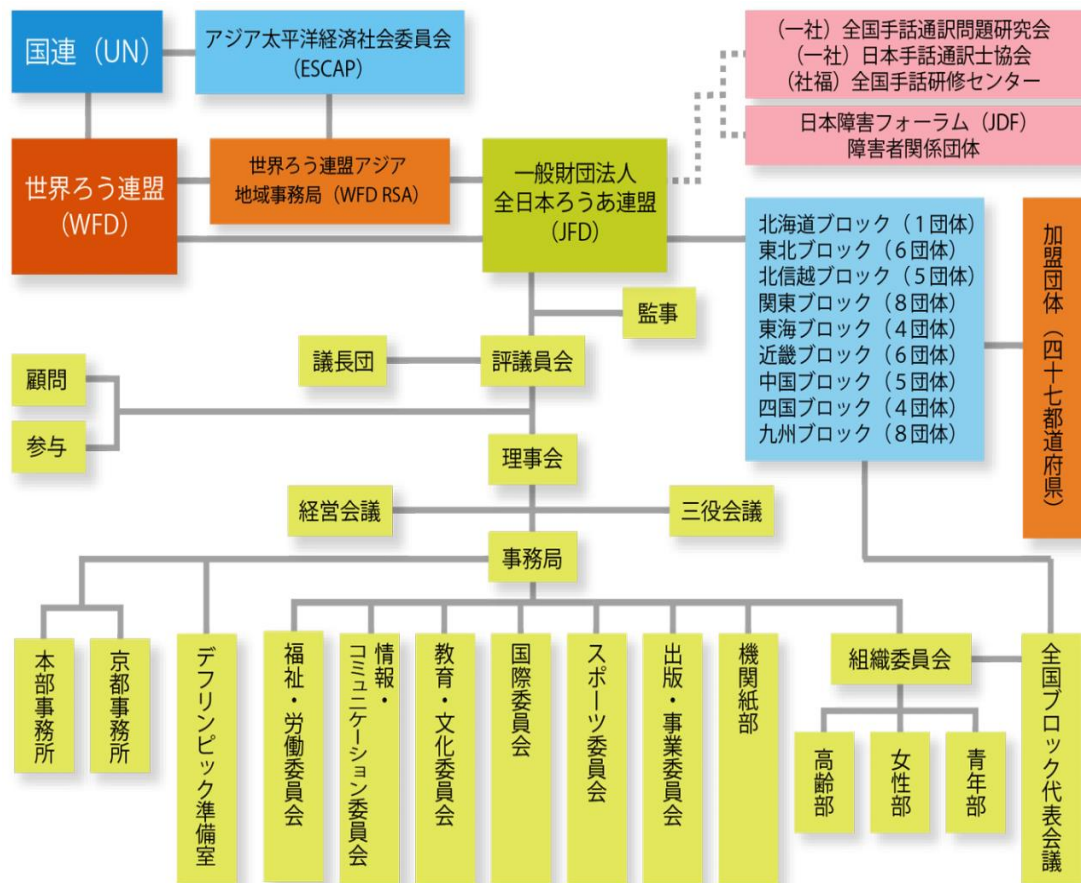 国連（UN）
アジア太平洋経済社会委員会
（ESCAP）
（一社）全国手話通訳問題研究会
（一社）日本手話通訳士協会
（社福）全国手話研修センター
日本障害フォーラム（JDF）
障害者関係団体
世界ろう連盟
（WFD）
世界ろう連盟アジア
地域事務局（WFD RSA）
一般財団法人
全日本ろうあ連盟
（JFD）
北海道ブロック（１団体）
東北ブロック（６団体）
北信越ブロック（５団体）
関東ブロック（８団体）
東海ブロック（４団体）
近畿ブロック（６団体）
中国ブロック（５団体）
四国ブロック（４団体）
九州ブロック（８団体）
加盟団体（四十七都道府県）
監事
議長団
評議員会
顧問
参与
理事会
経営会議
三役会議
事務局
本部事務所
京都事務所
デフリンピック準備室
福祉・労働委員会
情報・
コミュニケーション委員会
教育・文化委員会
国際委員会
スポーツ委員会
出版・事業委員会
機関紙部
組織委員会
高齢部
女性部
青年部
全国ブロック代表会議